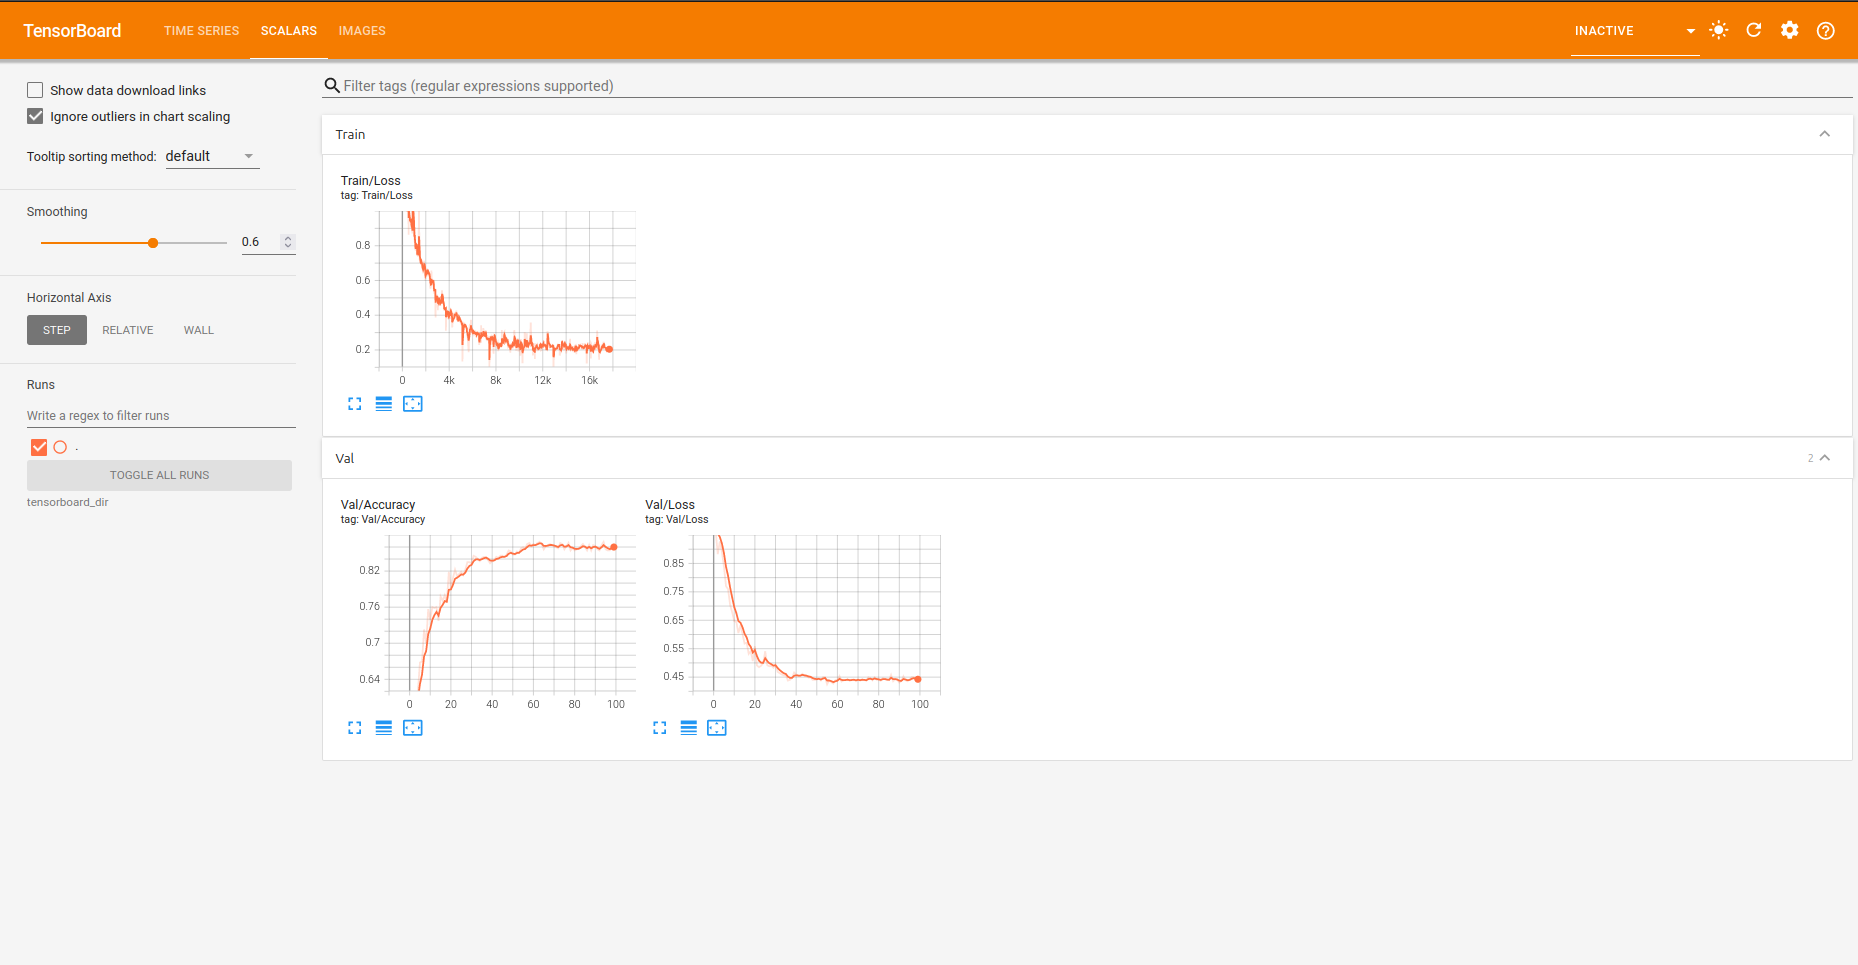 TensorBoard TIME SERIES SCALARS IMAGES INACTIVE
Show data download links
Ignore outliers in chart scaling
Tooltip sorting method: default
Smoothing
0.6
Horizontal Axis
STEP RELATIVE WALL
Runs
Write a regex to filter runs
.
TOGGLE ALL RUNS
tensorboard_dir
Filter tags (regular expressions supported)
Train
Train/Loss
tag: Train/Loss
0.8
0.6
0.4
0.2
0 4k 8k 12k 16k
Val 2
Val/Accuracy
tag: Val/Accuracy
0.82
0.76
0.7
0.64
0 20 40 60 80 100
Val/Loss
tag: Val/Loss
0.85
0.75
0.65
0.55
0.45
0 20 40 60 80 100